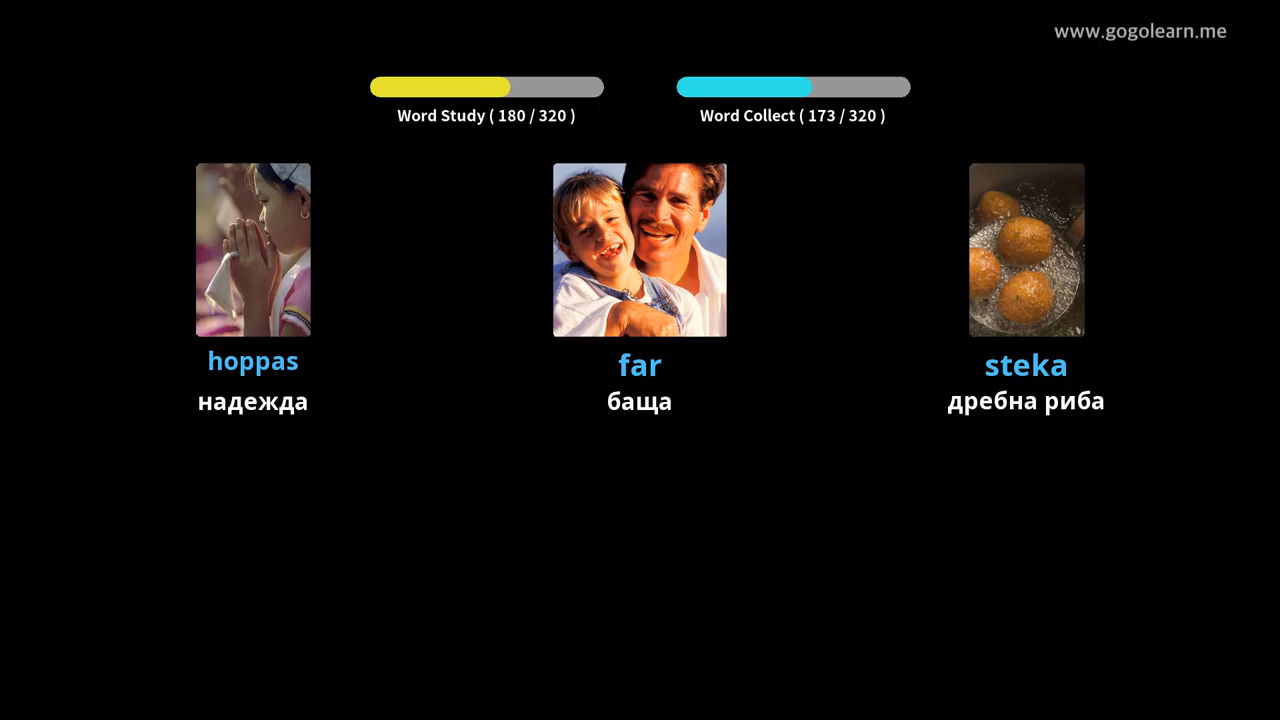 www.gogolearn.me
Word Study ( 180 / 320 )
Word Collect ( 173 / 320 )
hoppas
far
steka
надежда
баща
дребна риба